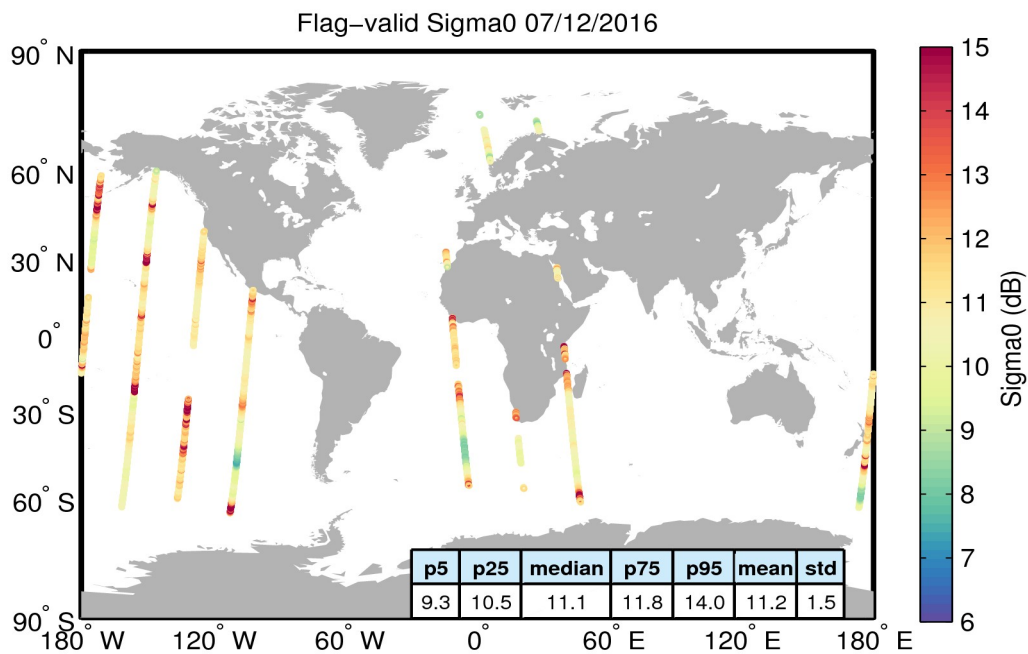 Flag–valid Sigma0 07/12/2016
90° N
60° N
30° N
0°
30° S
60° S
90° S
180° W
120° W
60° W
0°
60° E
120° E
180° E
p5 p25 median p75 p95 mean std
9.3 10.5 11.1 11.8 14.0 11.2 1.5
15
14
13
12
11
10
9
8
7
6
Sigma0 (dB)